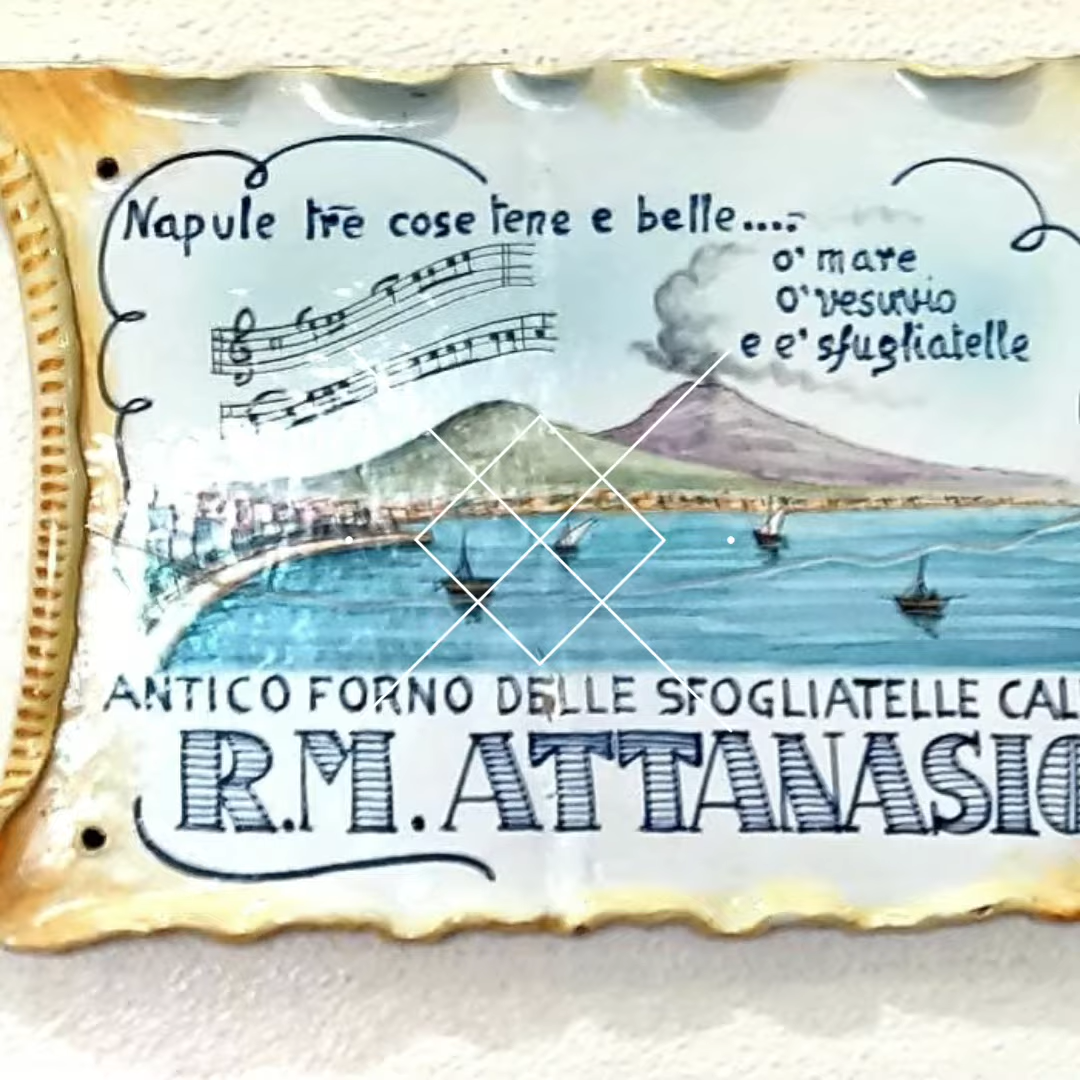 Napule tre cose tene e belle....
o' mare
o' vesuvio
e e' sfugliatelle
ANTICO FORNO DELLE SFOGLIATELLE CAL
R.M. ATTANASIO